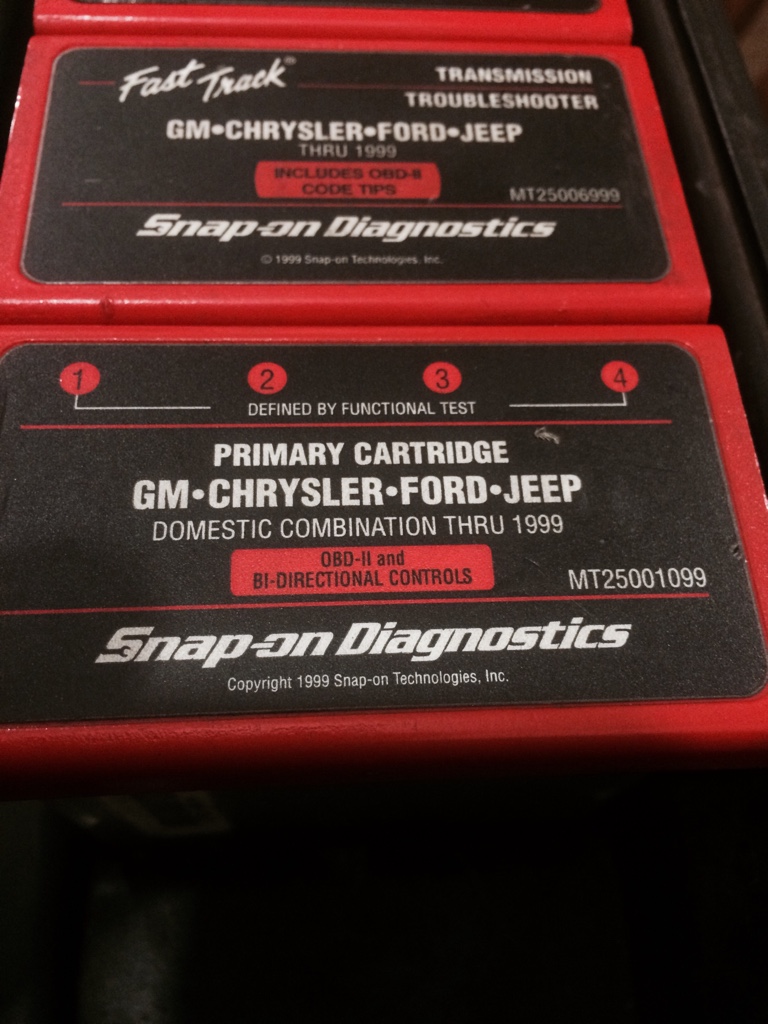 Fast Track®
TRANSMISSION
TROUBLESHOOTER
GM•CHRYSLER•FORD•JEEP
THRU 1999
INCLUDES OBD-II
CODE TIPS
MT25006999
Snap-on Diagnostics
© 1999 Snap-on Technologies, Inc.
1 2 3 4
DEFINED BY FUNCTIONAL TEST
PRIMARY CARTRIDGE
GM•CHRYSLER•FORD•JEEP
DOMESTIC COMBINATION THRU 1999
OBD-II and
BI-DIRECTIONAL CONTROLS
MT25001099
Snap-on Diagnostics
Copyright 1999 Snap-on Technologies, Inc.